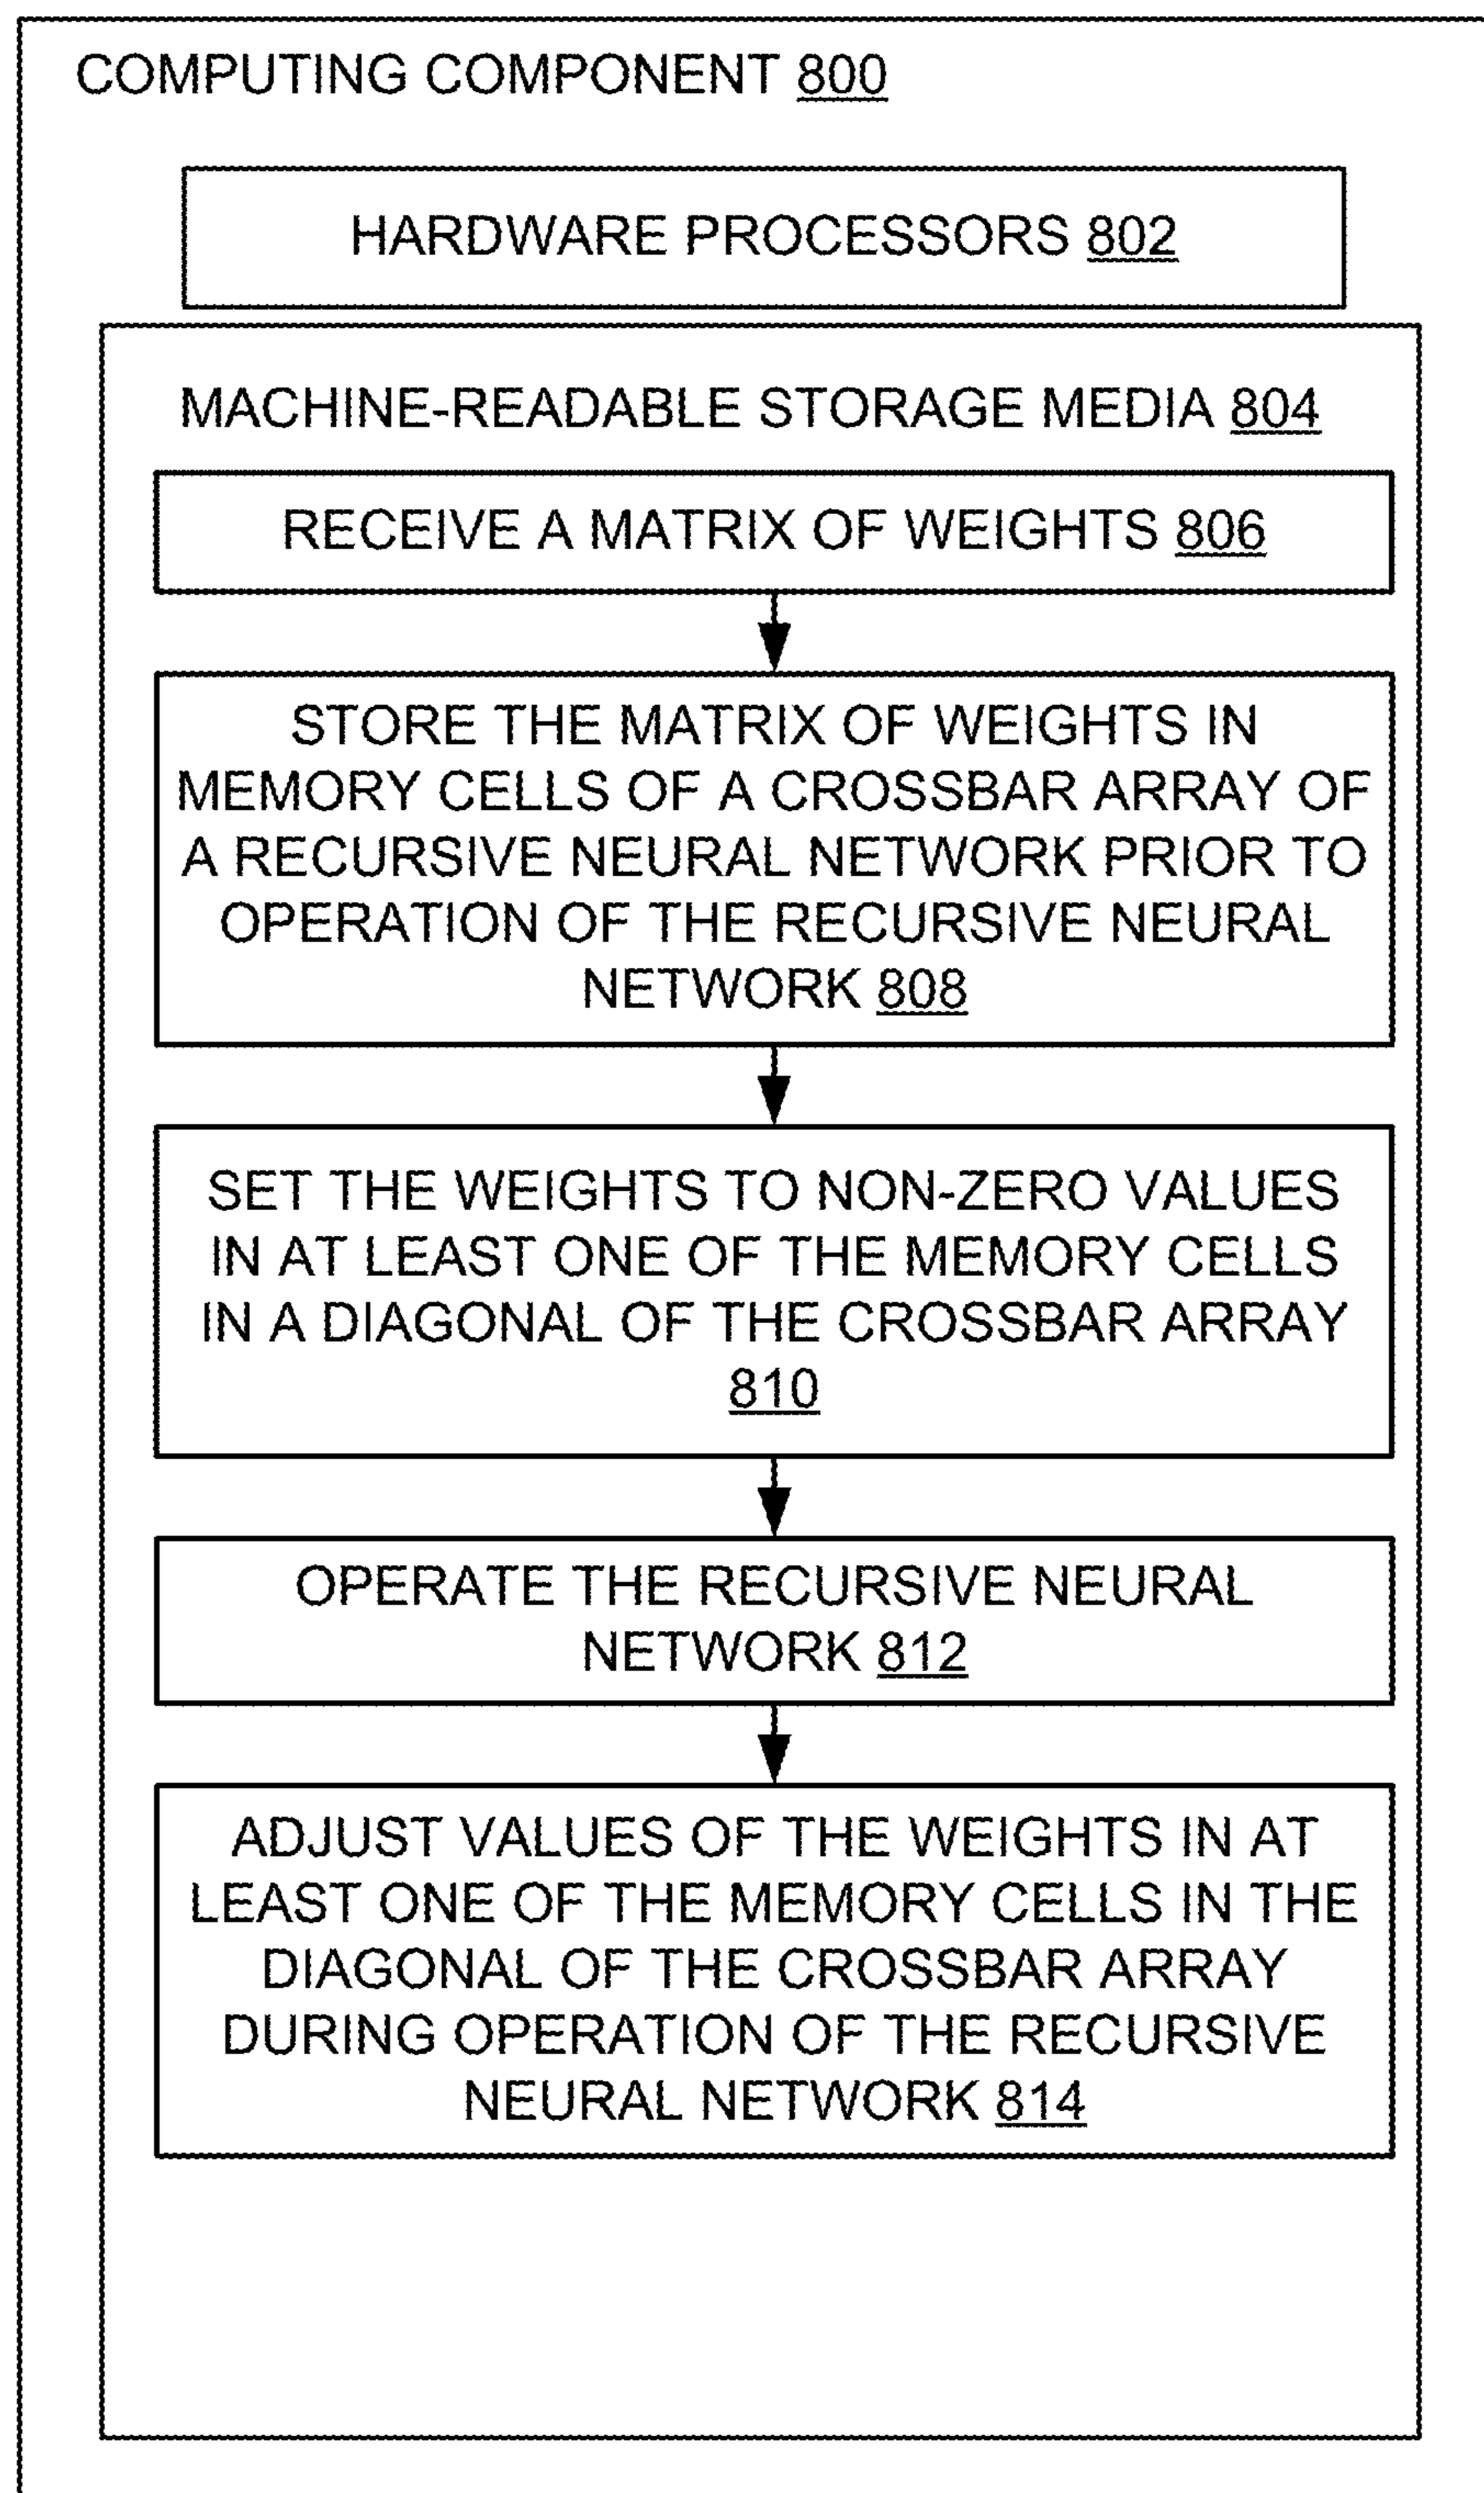 COMPUTING COMPONENT 800
HARDWARE PROCESSORS 802
MACHINE-READABLE STORAGE MEDIA 804
RECEIVE A MATRIX OF WEIGHTS 806
STORE THE MATRIX OF WEIGHTS IN
MEMORY CELLS OF A CROSSBAR ARRAY OF
A RECURSIVE NEURAL NETWORK PRIOR TO
OPERATION OF THE RECURSIVE NEURAL
NETWORK 808
SET THE WEIGHTS TO NON-ZERO VALUES
IN AT LEAST ONE OF THE MEMORY CELLS
IN A DIAGONAL OF THE CROSSBAR ARRAY
810
OPERATE THE RECURSIVE NEURAL
NETWORK 812
ADJUST VALUES OF THE WEIGHTS IN AT
LEAST ONE OF THE MEMORY CELLS IN THE
DIAGONAL OF THE CROSSBAR ARRAY
DURING OPERATION OF THE RECURSIVE
NEURAL NETWORK 814